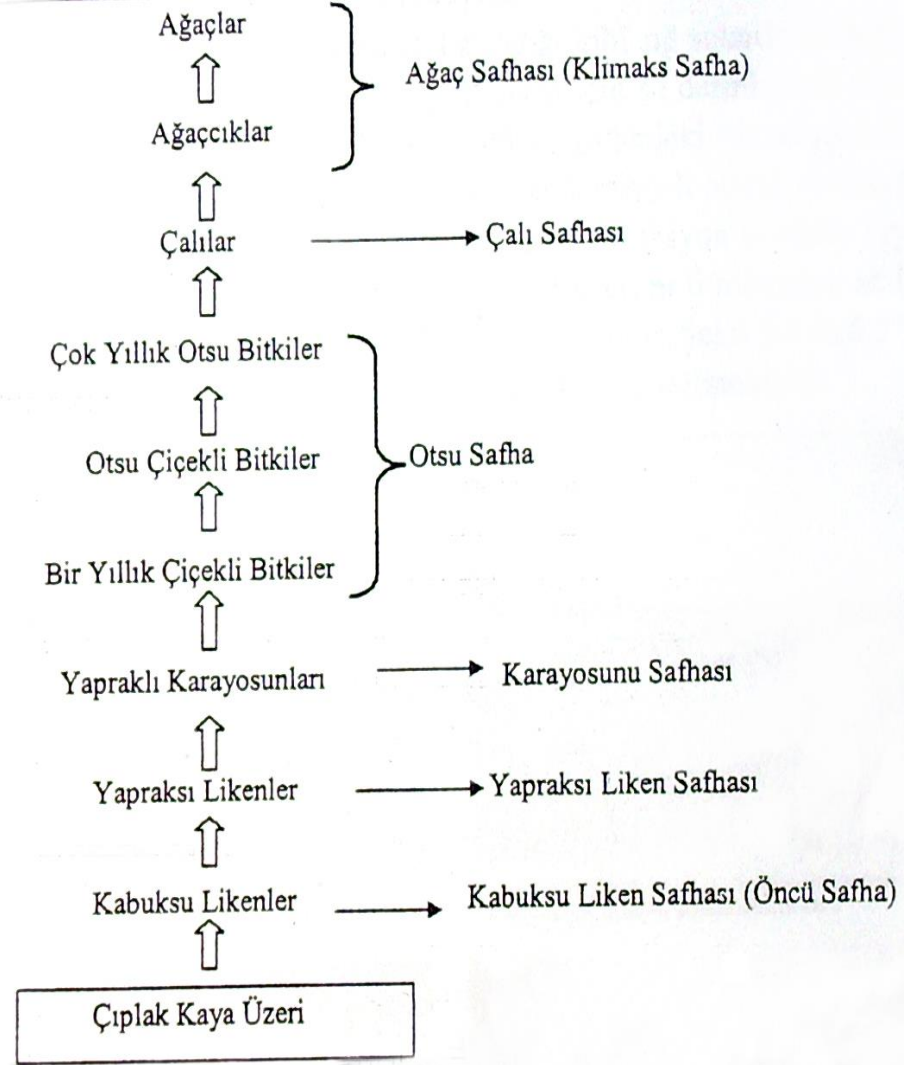 Ağaçlar
Ağaç Safhası (Klimaks Safha)
Ağaçcıklar
Çalılar
Çalı Safhası
Çok Yıllık Otsu Bitkiler
Otsu Çiçekli Bitkiler
Otsu Safha
Bir Yıllık Çiçekli Bitkiler
Yapraklı Karayosunları
Karayosunu Safhası
Yapraksı Likenler
Yapraksı Liken Safhası
Kabuksu Likenler
Kabuksu Liken Safhası (Öncü Safha)
Çıplak Kaya Üzeri